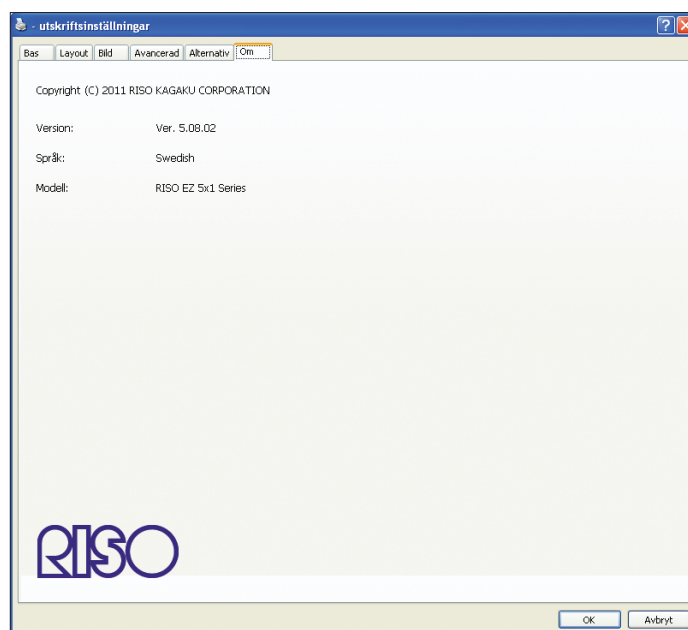 - utskriftsinställningar
Bas Layout Bild Avancerad Alternativ Om
Copyright (C) 2011 RISO KAGAKU CORPORATION
Version: Ver. 5.08.02
Språk: Swedish
Modell: RISO EZ 5x1 Series
RISO
OK Avbryt